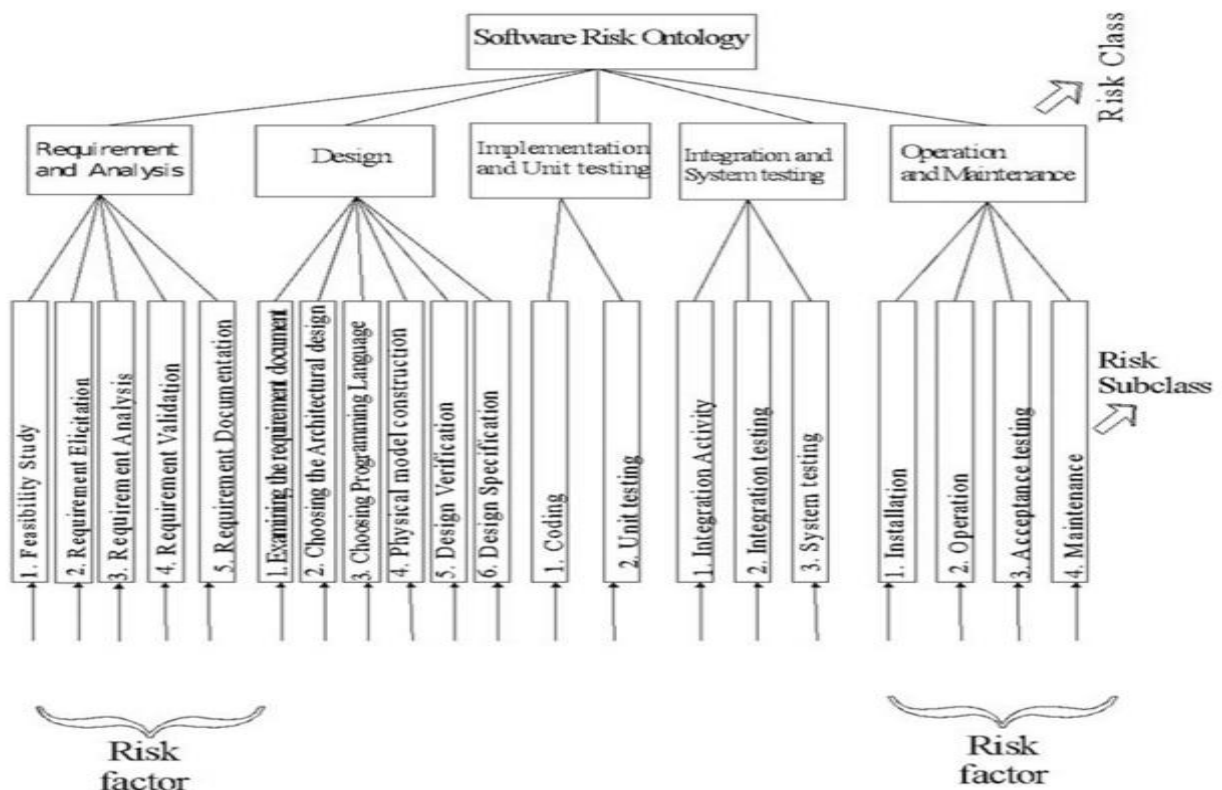 Software Risk Ontology
Risk Class
Requirement
and Analysis
Design
Implementation
and Unit testing
Integration and
System testing
Operation
and Maintenance
1. Feasibility Study
2. Requirement Elicitation
3. Requirement Analysis
4. Requirement Validation
5. Requirement Documentation
1. Examining the requirement document
2. Choosing the Architectural design
3. Choosing Programming Language
4. Physical model construction
5. Design Verification
6. Design Specification
1. Coding
2. Unit testing
1. Integration Activity
2. Integration testing
3. System testing
1. Installation
2. Operation
3. Acceptance testing
4. Maintenance
Risk
Subclass
Risk
factor
Risk
factor